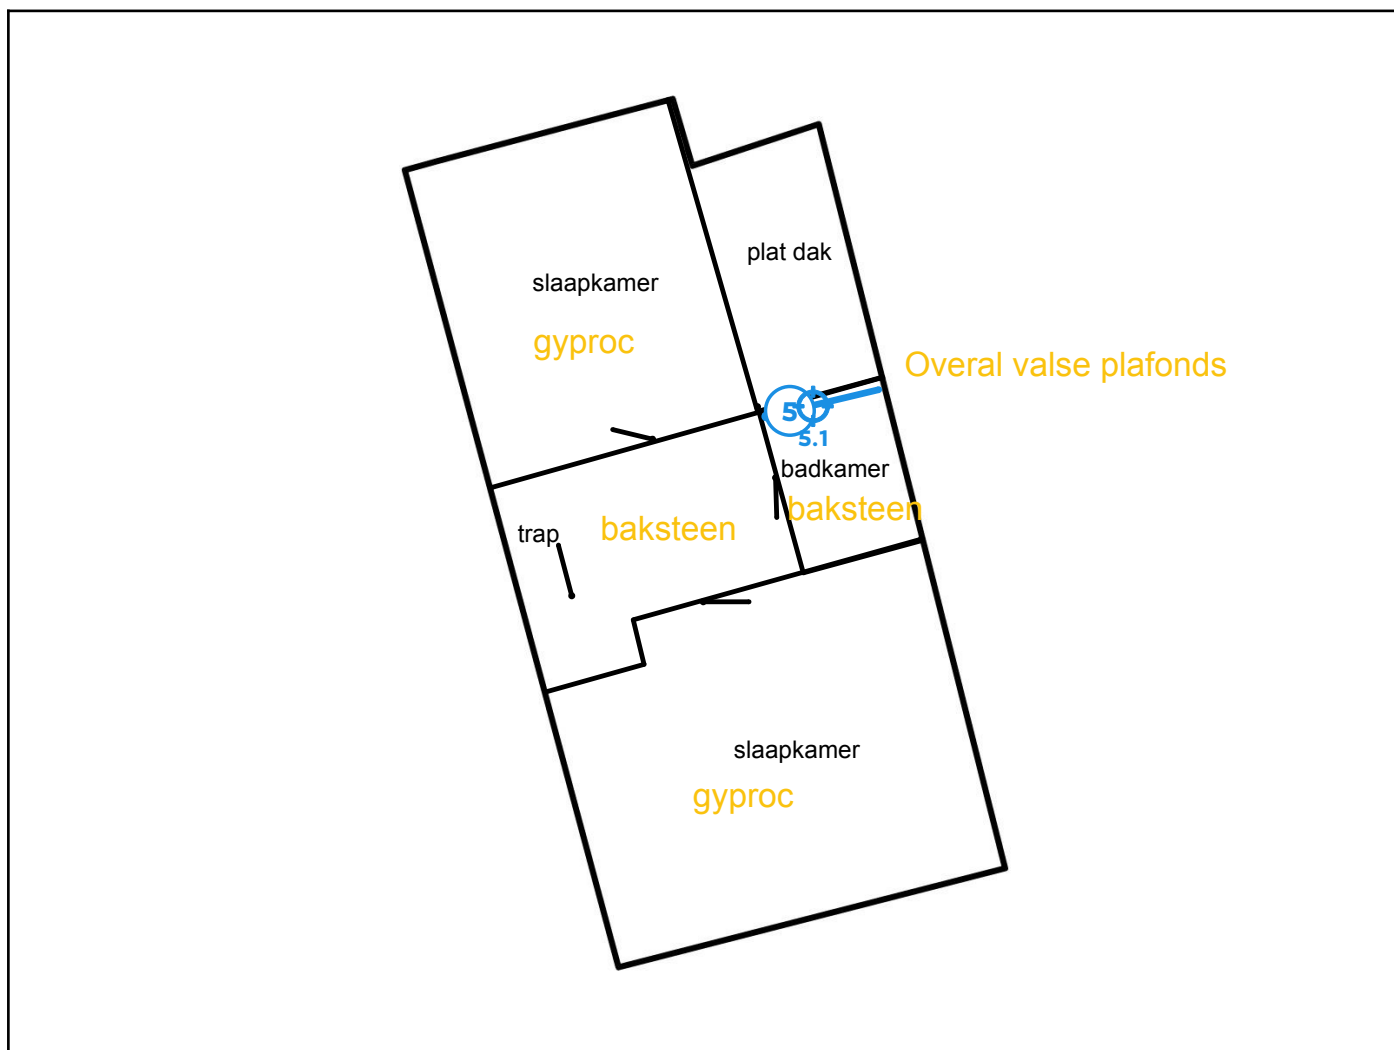 plat dak
slaapkamer
gyproc
Overal valse plafonds
5
5.1
badkamer
baksteen
trap
baksteen
slaapkamer
gyproc